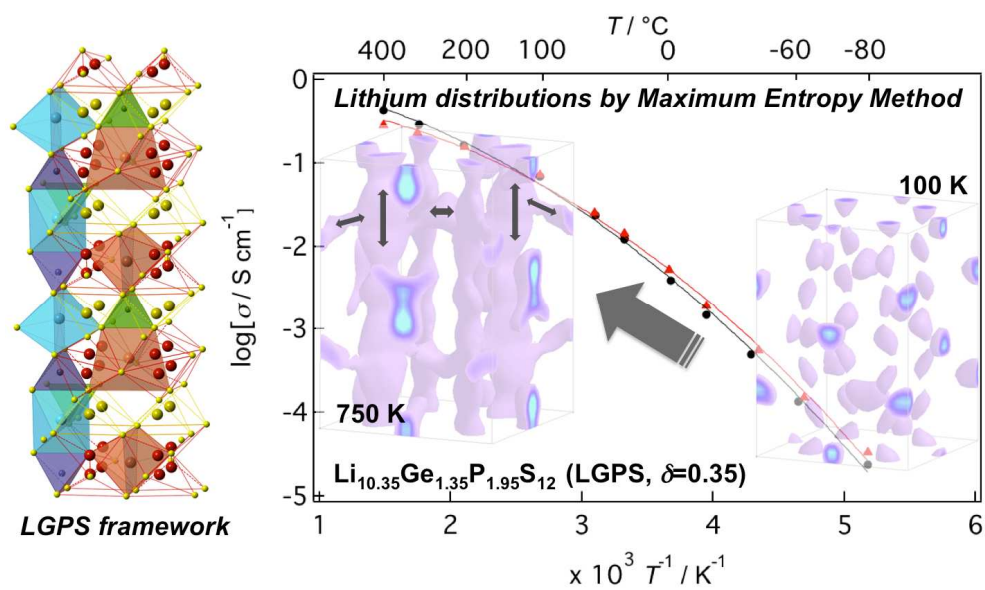 T / °C
400 200 100 0 -60 -80
Lithium distributions by Maximum Entropy Method
0
-1
-2
-3
-4
-5
log[σ / S cm⁻¹]
100 K
750 K
Li₁₀.₃₅Ge₁.₃₅P₁.₉₅S₁₂ (LGPS, δ=0.35)
LGPS framework
1 2 3 4 5 6
x 10³ T⁻¹ / K⁻¹